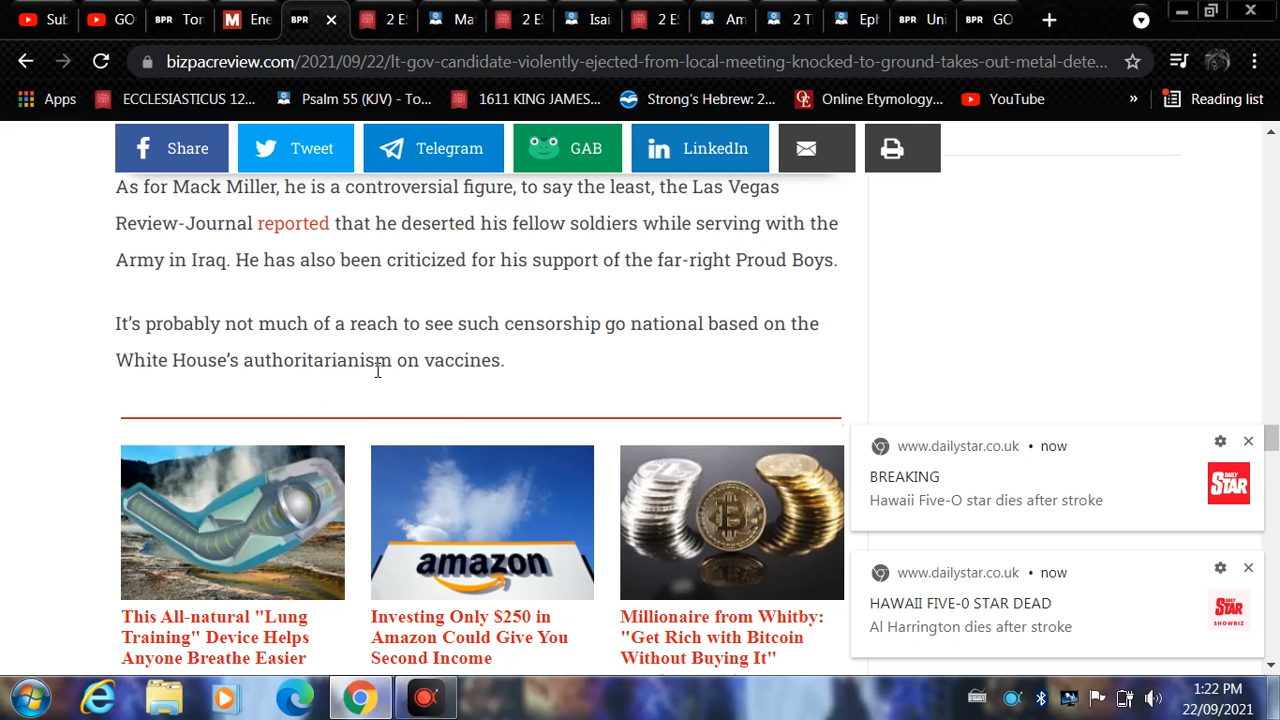 Sub
GO
BPR Tor
M Ene
BPR
2 ES
Ma
2 ES
Isai
2 ES
Am
2 T
Eph
BPR Uni
BPR GO
bizpacreview.com/2021/09/22/lt-gov-candidate-violently-ejected-from-local-meeting-knocked-to-ground-takes-out-metal-dete...
Apps
ECCLESIASTICUS 12...
Psalm 55 (KJV) - To...
1611 KING JAMES...
Strong's Hebrew: 2...
OE Online Etymology...
YouTube
»
Reading list
Share
Tweet
Telegram
GAB
in LinkedIn
As for Mack Miller, he is a controversial figure, to say the least, the Las Vegas
Review-Journal reported that he deserted his fellow soldiers while serving with the
Army in Iraq. He has also been criticized for his support of the far-right Proud Boys.
It's probably not much of a reach to see such censorship go national based on the
White House's authoritarianism on vaccines.
amazon
This All-natural "Lung
Training" Device Helps
Anyone Breathe Easier
Investing Only $250 in
Amazon Could Give You
Second Income
Millionaire from Whitby:
"Get Rich with Bitcoin
Without Buying It"
www.dailystar.co.uk • now
BREAKING
Hawaii Five-O star dies after stroke
DAILY
STAR
www.dailystar.co.uk • now
HAWAII FIVE-0 STAR DEAD
Al Harrington dies after stroke
DAILY
STAR
SHOWBIZ
1:22 PM
22/09/2021